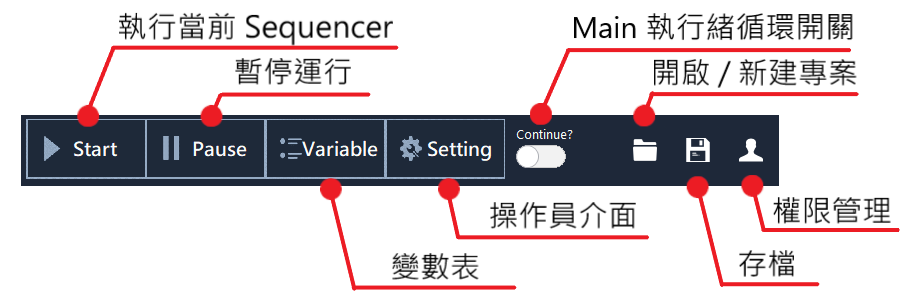 執行當前 Sequencer
Main 執行緒循環開關
暫停運行
開啟 / 新建專案
Start
Pause
Variable
Setting
Continue?
操作員介面
權限管理
變數表
存檔